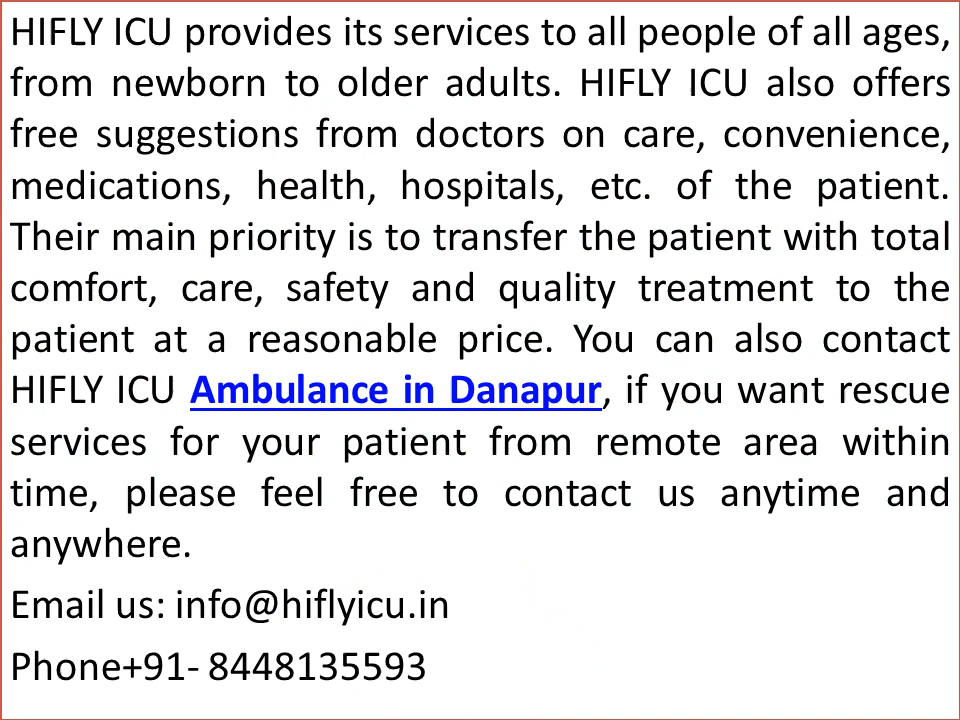 HIFLY ICU provides its services to all people of all ages,
from newborn to older adults. HIFLY ICU also offers
free suggestions from doctors on care, convenience,
medications, health, hospitals, etc. of the patient.
Their main priority is to transfer the patient with total
comfort, care, safety and quality treatment to the
patient at a reasonable price. You can also contact
HIFLY ICU Ambulance in Danapur, if you want rescue
services for your patient from remote area within
time, please feel free to contact us anytime and
anywhere.
Email us: info@hiflyicu.in
Phone+91- 8448135593